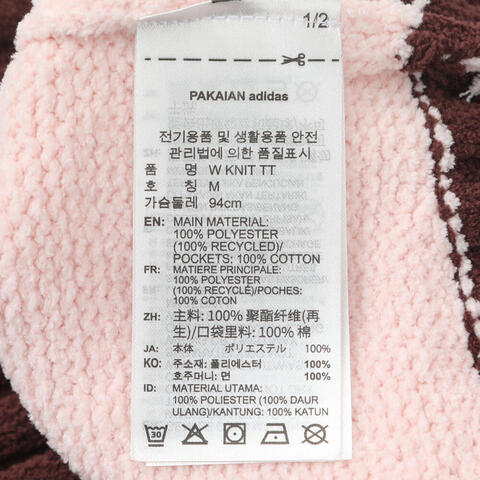 1/2
PAKAIAN adidas
전기용품 및 생활용품 안전
관리법에 의한 품질표시
품 명 W KNIT TT
호 칭 M
가슴둘레 94cm
EN: MAIN MATERIAL:
100% POLYESTER
(100% RECYCLED)/
POCKETS: 100% COTTON
FR: MATIERE PRINCIPALE:
100% POLYESTER
(100% RECYCLE)/POCHES:
100% COTON
ZH: 主料: 100% 聚酯纤维(再
生)/口袋里料: 100% 棉
JA: 本体 ポリエステル 100%
KO: 주소재: 폴리에스터 100%
호주머니: 면 100%
ID: MATERIAL UTAMA:
100% POLIESTER (100% DAUR
ULANG)/KANTUNG: 100% KATUN
30